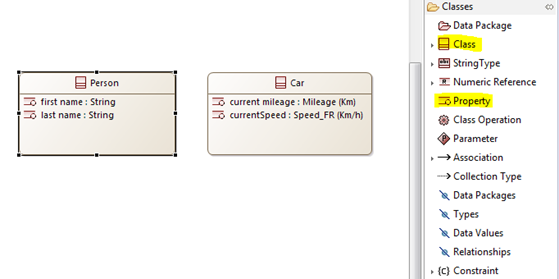 Person
first name : String
last name : String
Car
current mileage : Mileage (Km)
currentSpeed : Speed_FR (Km/h)
Classes
Data Package
Class
StringType
Numeric Reference
Property
Class Operation
Parameter
Association
Collection Type
Data Packages
Types
Data Values
Relationships
{c} Constraint